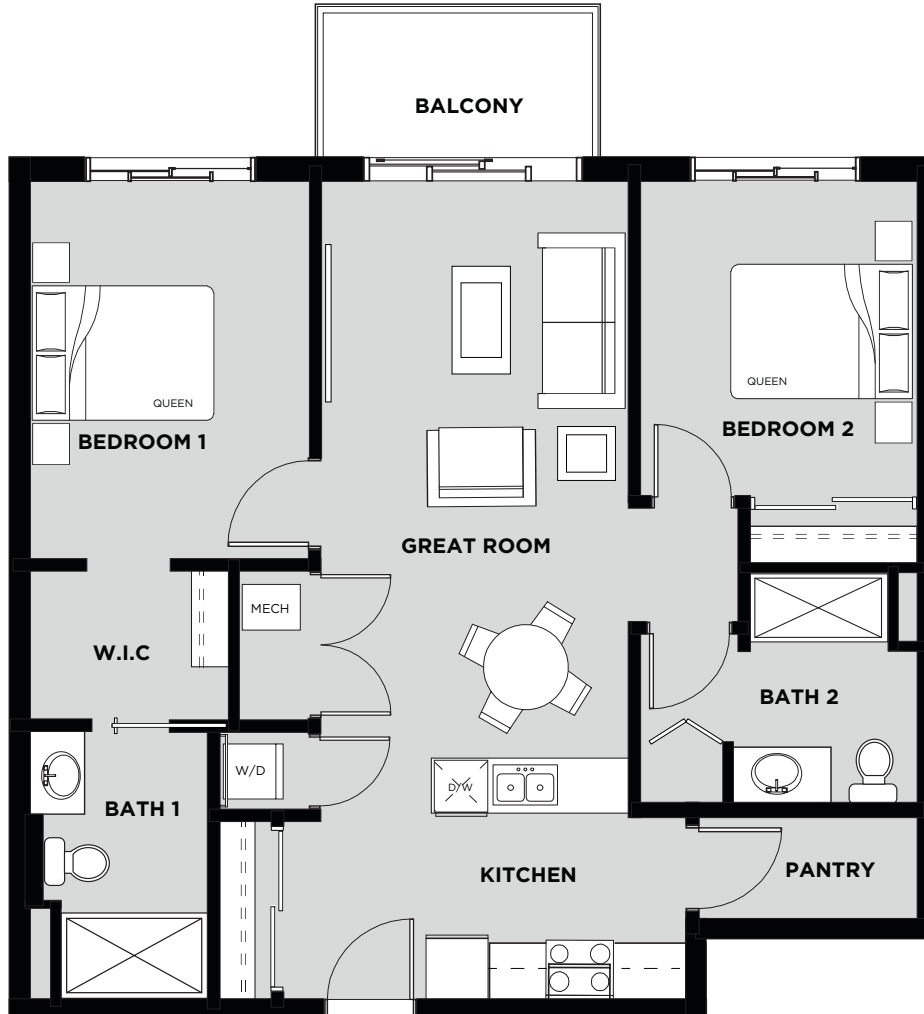 BALCONY
QUEEN
QUEEN
BEDROOM 1
BEDROOM 2
GREAT ROOM
MECH
W.I.C
BATH 2
W/D
D/W
BATH 1
KITCHEN
PANTRY